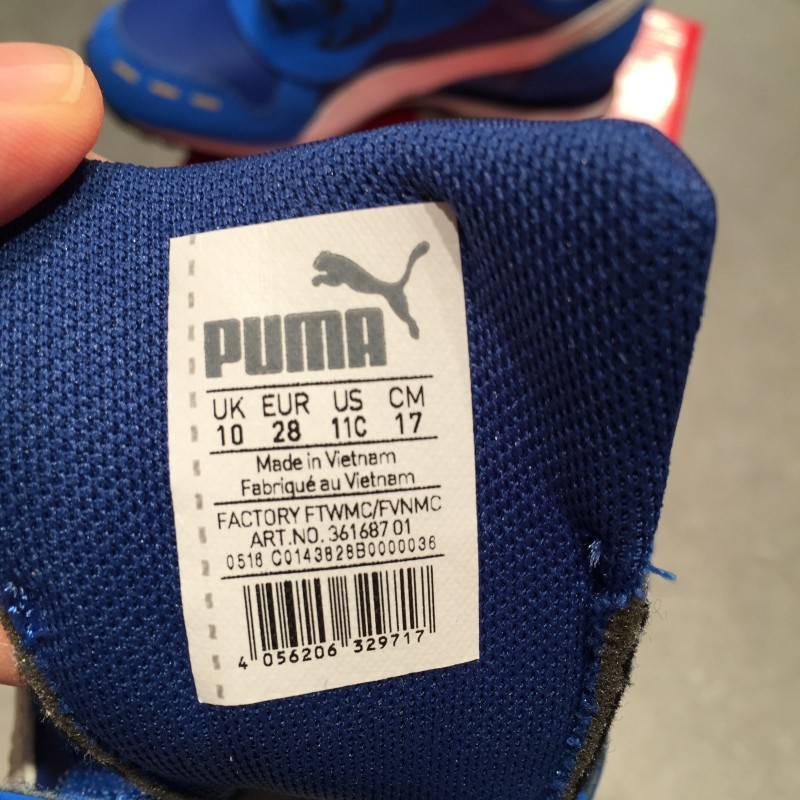 PUMA
UK EUR US CM
10 28 11C 17
Made in Vietnam
Fabriqué au Vietnam
FACTORY FTWMC/FVNMC
ART.NO. 361687 01
0516 C0143828B0000036
4 056206 329717